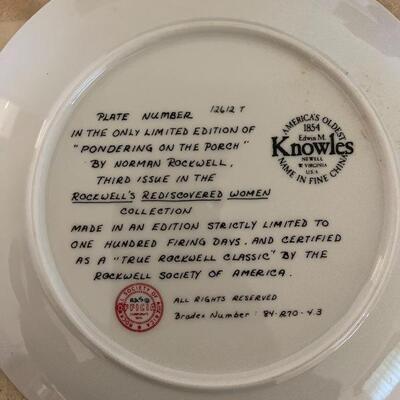 PLATE NUMBER 12612 T
IN THE ONLY LIMITED EDITION OF
"PONDERING ON THE PORCH"
BY NORMAN ROCKWELL,
THIRD ISSUE IN THE
ROCKWELL'S REDISCOVERED WOMEN
COLLECTION
MADE IN AN EDITION STRICTLY LIMITED TO
ONE HUNDRED FIRING DAYS. AND CERTIFIED
AS A "TRUE ROCKWELL CLASSIC" BY THE
ROCKWELL SOCIETY OF AMERICA.
AMERICA'S OLDEST
1854
Edwin M.
Knowles
NEWELL
W. VIRGINIA
U.S.A
NAME IN FINE CHINA
SOCIETY OF
OFFICIAL
ALL RIGHTS RESERVED
Bradex Number: 84-R70-4.3